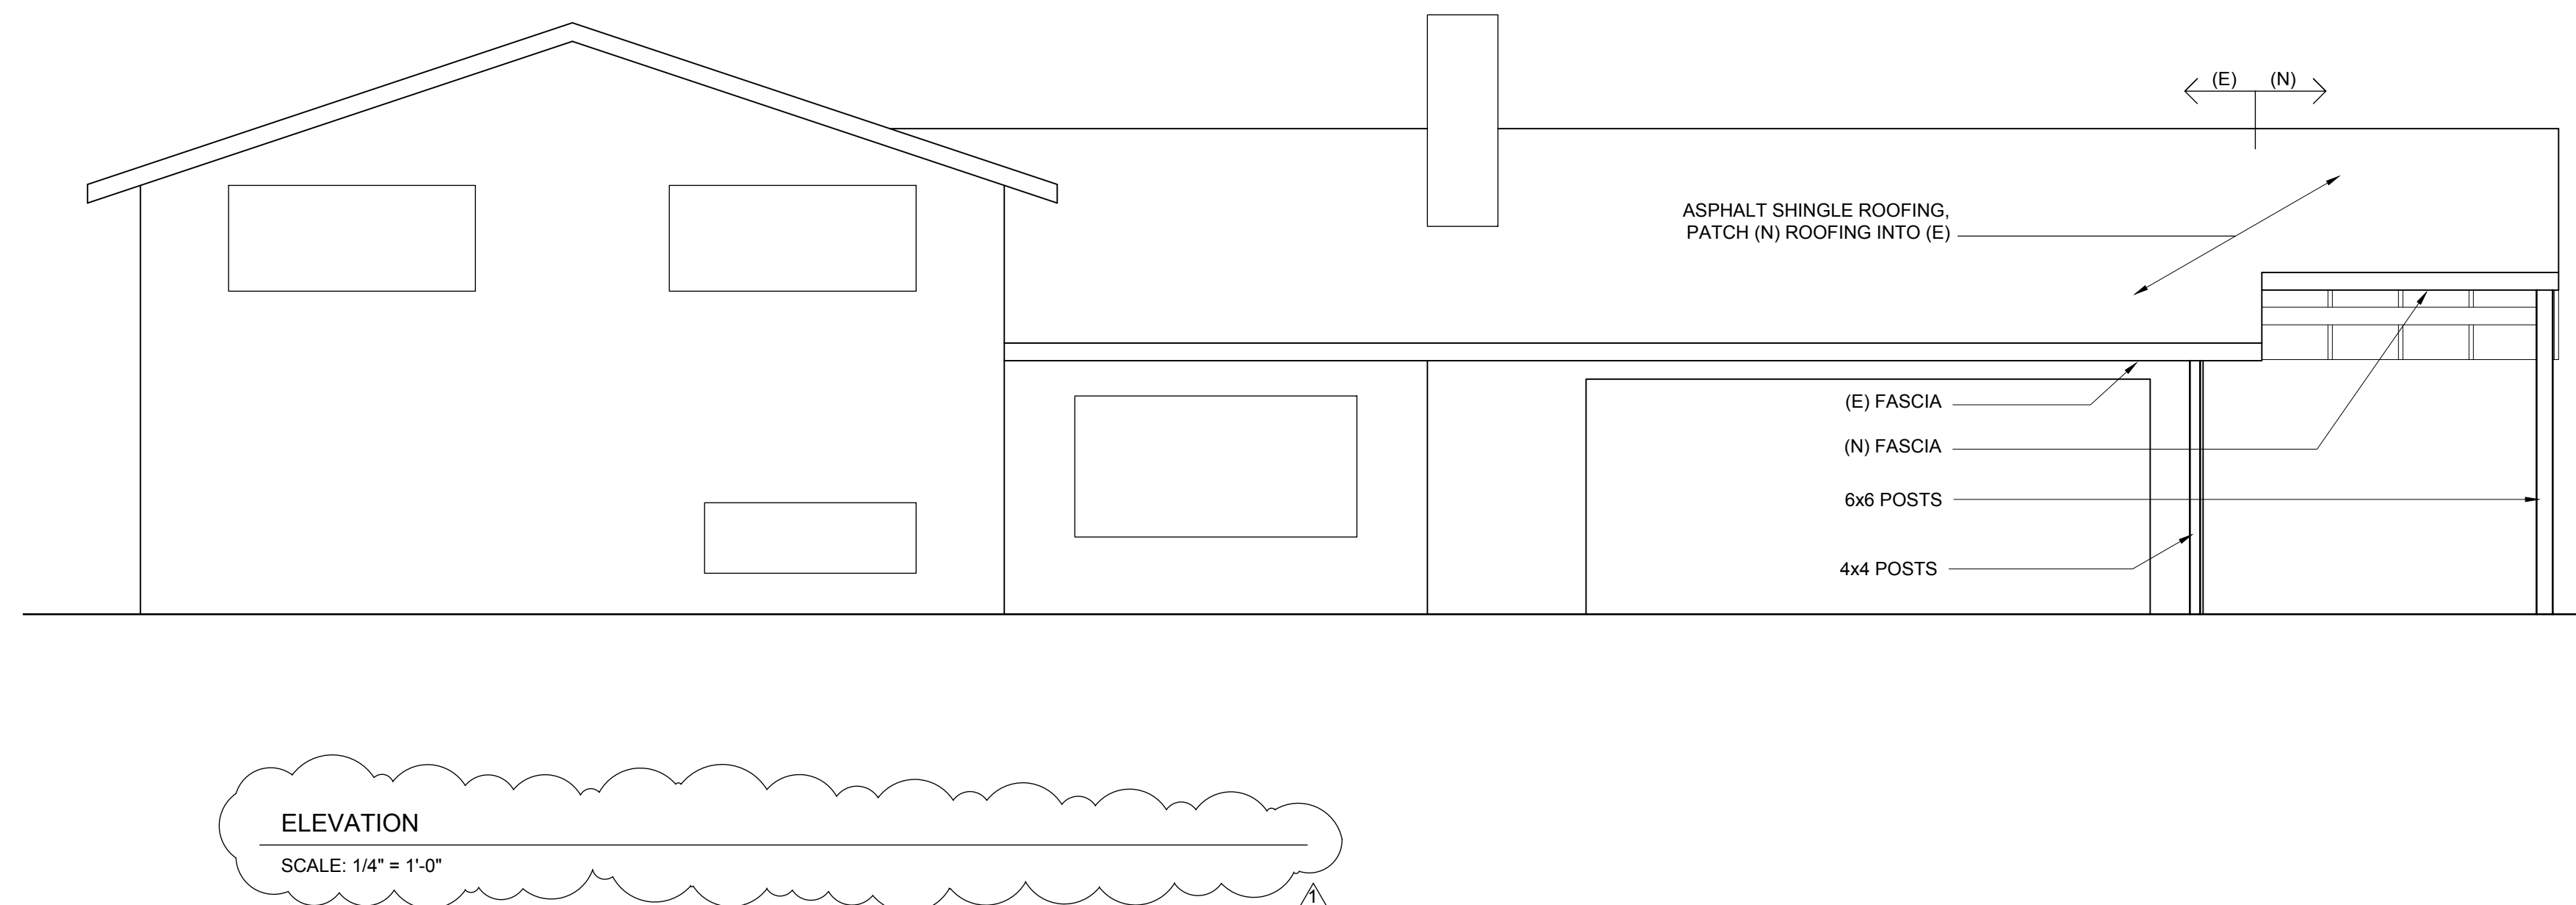 (E) (N)
ASPHALT SHINGLE ROOFING,
PATCH (N) ROOFING INTO (E)
(E) FASCIA
(N) FASCIA
6x6 POSTS
4x4 POSTS
ELEVATION
SCALE: 1/4" = 1'-0"
1